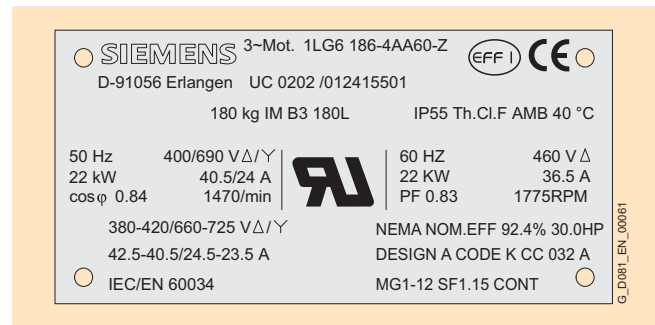 SIEMENS 3~Mot. 1LG6 186-4AA60-Z EFF I CE
D-91056 Erlangen UC 0202 /012415501
180 kg IM B3 180L IP55 Th.Cl.F AMB 40 °C
50 Hz 400/690 V Δ/Y
22 kW 40.5/24 A
cosφ 0.84 1470/min
380-420/660-725 V Δ/Y
42.5-40.5/24.5-23.5 A
IEC/EN 60034
RU
60 HZ 460 V Δ
22 KW 36.5 A
PF 0.83 1775RPM
NEMA NOM.EFF 92.4% 30.0HP
DESIGN A CODE K CC 032 A
MG1-12 SF1.15 CONT
G_D081_EN_00061